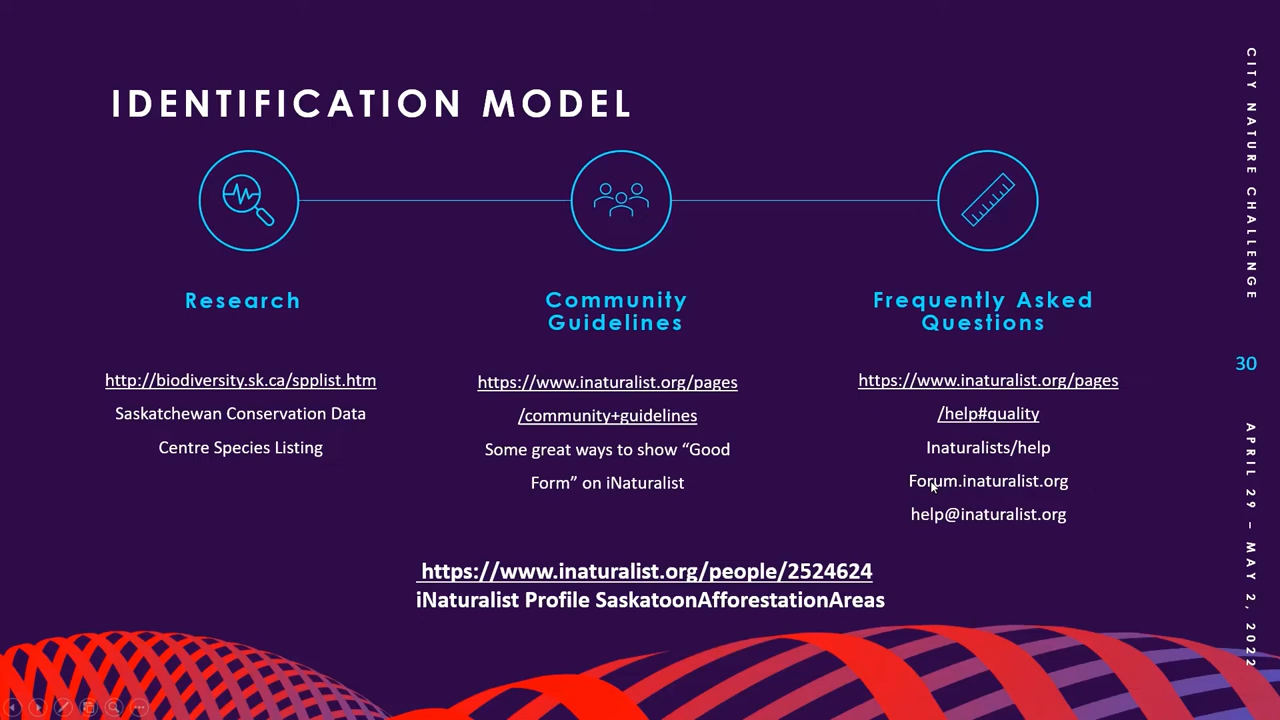 IDENTIFICATION MODEL
Research
http://biodiversity.sk.ca/spplist.htm
Saskatchewan Conservation Data
Centre Species Listing
Community
Guidelines
https://www.inaturalist.org/pages
/community+guidelines
Some great ways to show “Good
Form” on iNaturalist
Frequently Asked
Questions
https://www.inaturalist.org/pages
/help#quality
Inaturalists/help
Forum.inaturalist.org
help@inaturalist.org
https://www.inaturalist.org/people/2524624
iNaturalist Profile SaskatoonAfforestationAreas
CITY NATURE CHALLENGE
30
APRIL 29 – MAY 2, 2022